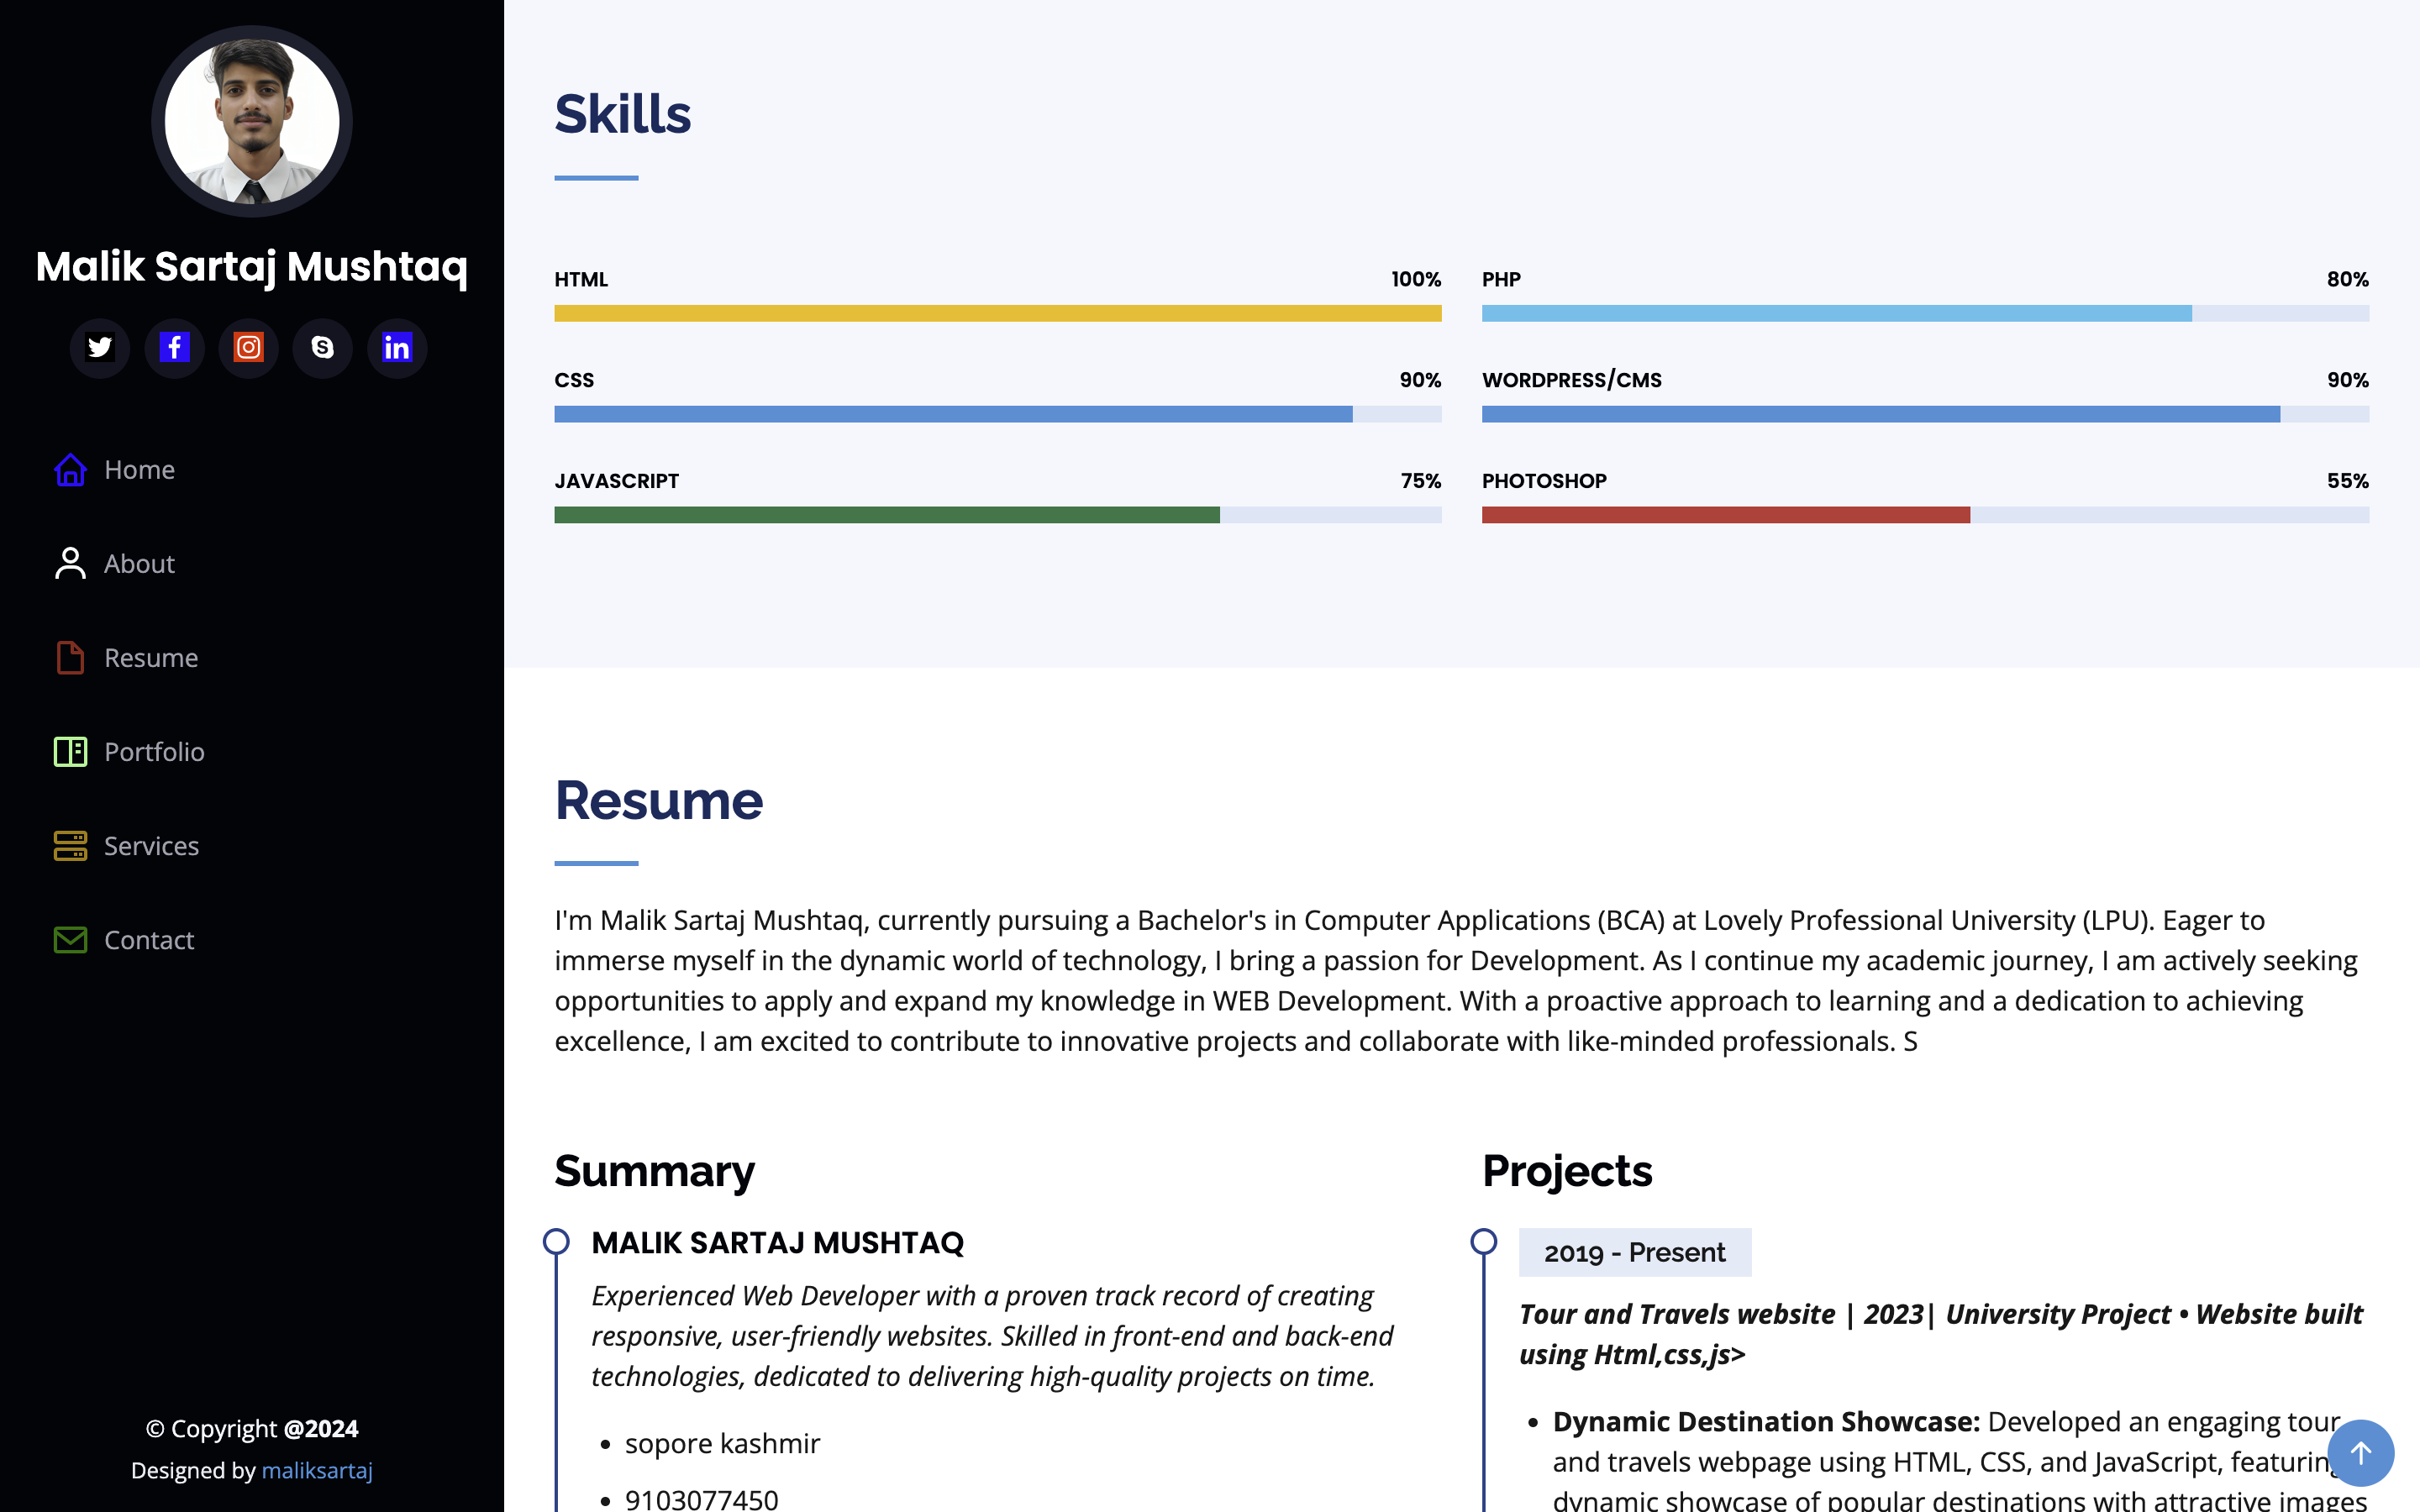 Malik Sartaj Mushtaq
Home
About
Resume
Portfolio
Services
Contact
© Copyright @2024
Designed by maliksartaj
Skills
HTML 100%
CSS 90%
JAVASCRIPT 75%
PHP 80%
WORDPRESS/CMS 90%
PHOTOSHOP 55%
Resume
I'm Malik Sartaj Mushtaq, currently pursuing a Bachelor's in Computer Applications (BCA) at Lovely Professional University (LPU). Eager to
immerse myself in the dynamic world of technology, I bring a passion for Development. As I continue my academic journey, I am actively seeking
opportunities to apply and expand my knowledge in WEB Development. With a proactive approach to learning and a dedication to achieving
excellence, I am excited to contribute to innovative projects and collaborate with like-minded professionals. S
Summary
MALIK SARTAJ MUSHTAQ
Experienced Web Developer with a proven track record of creating
responsive, user-friendly websites. Skilled in front-end and back-end
technologies, dedicated to delivering high-quality projects on time.
• sopore kashmir
• 9103077450
Projects
2019 - Present
Tour and Travels website | 2023| University Project • Website built
using Html,css,js>
• Dynamic Destination Showcase: Developed an engaging tour
and travels webpage using HTML, CSS, and JavaScript, featuring
dynamic showcase of popular destinations with attractive images